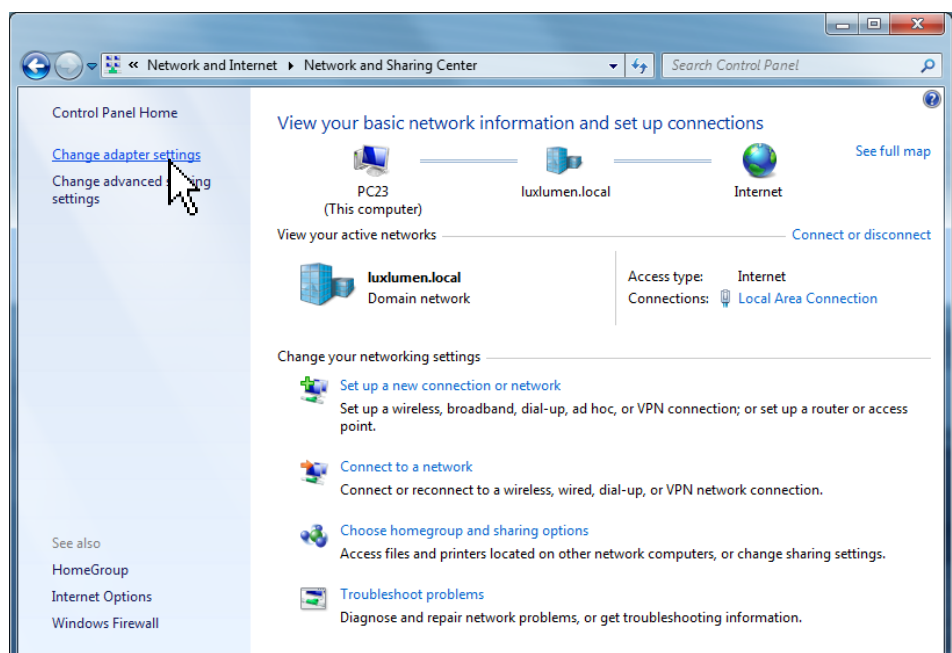 « Network and Internet ▸ Network and Sharing Center
Search Control Panel
Control Panel Home
Change adapter settings
Change advanced
settings
See also
HomeGroup
Internet Options
Windows Firewall
View your basic network information and set up connections
See full map
PC23
(This computer)
luxlumen.local
Internet
View your active networks
Connect or disconnect
luxlumen.local
Domain network
Access type: Internet
Connections: Local Area Connection
Change your networking settings
Set up a new connection or network
Set up a wireless, broadband, dial-up, ad hoc, or VPN connection; or set up a router or access
point.
Connect to a network
Connect or reconnect to a wireless, wired, dial-up, or VPN network connection.
Choose homegroup and sharing options
Access files and printers located on other network computers, or change sharing settings.
Troubleshoot problems
Diagnose and repair network problems, or get troubleshooting information.